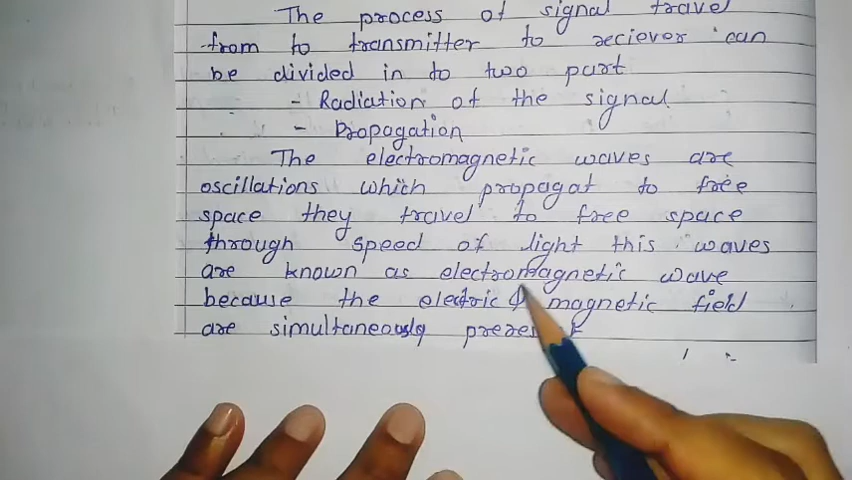 The process of signal travel
from to transmitter to reciever can
be divided in to two part
- Radiation of the signal
- Propagation
The electromagnetic waves are
oscillations which propagat to free
space they travel to free space
through speed of light this waves
are known as electromagnetic wave
because the electric & magnetic field
are simultaneously